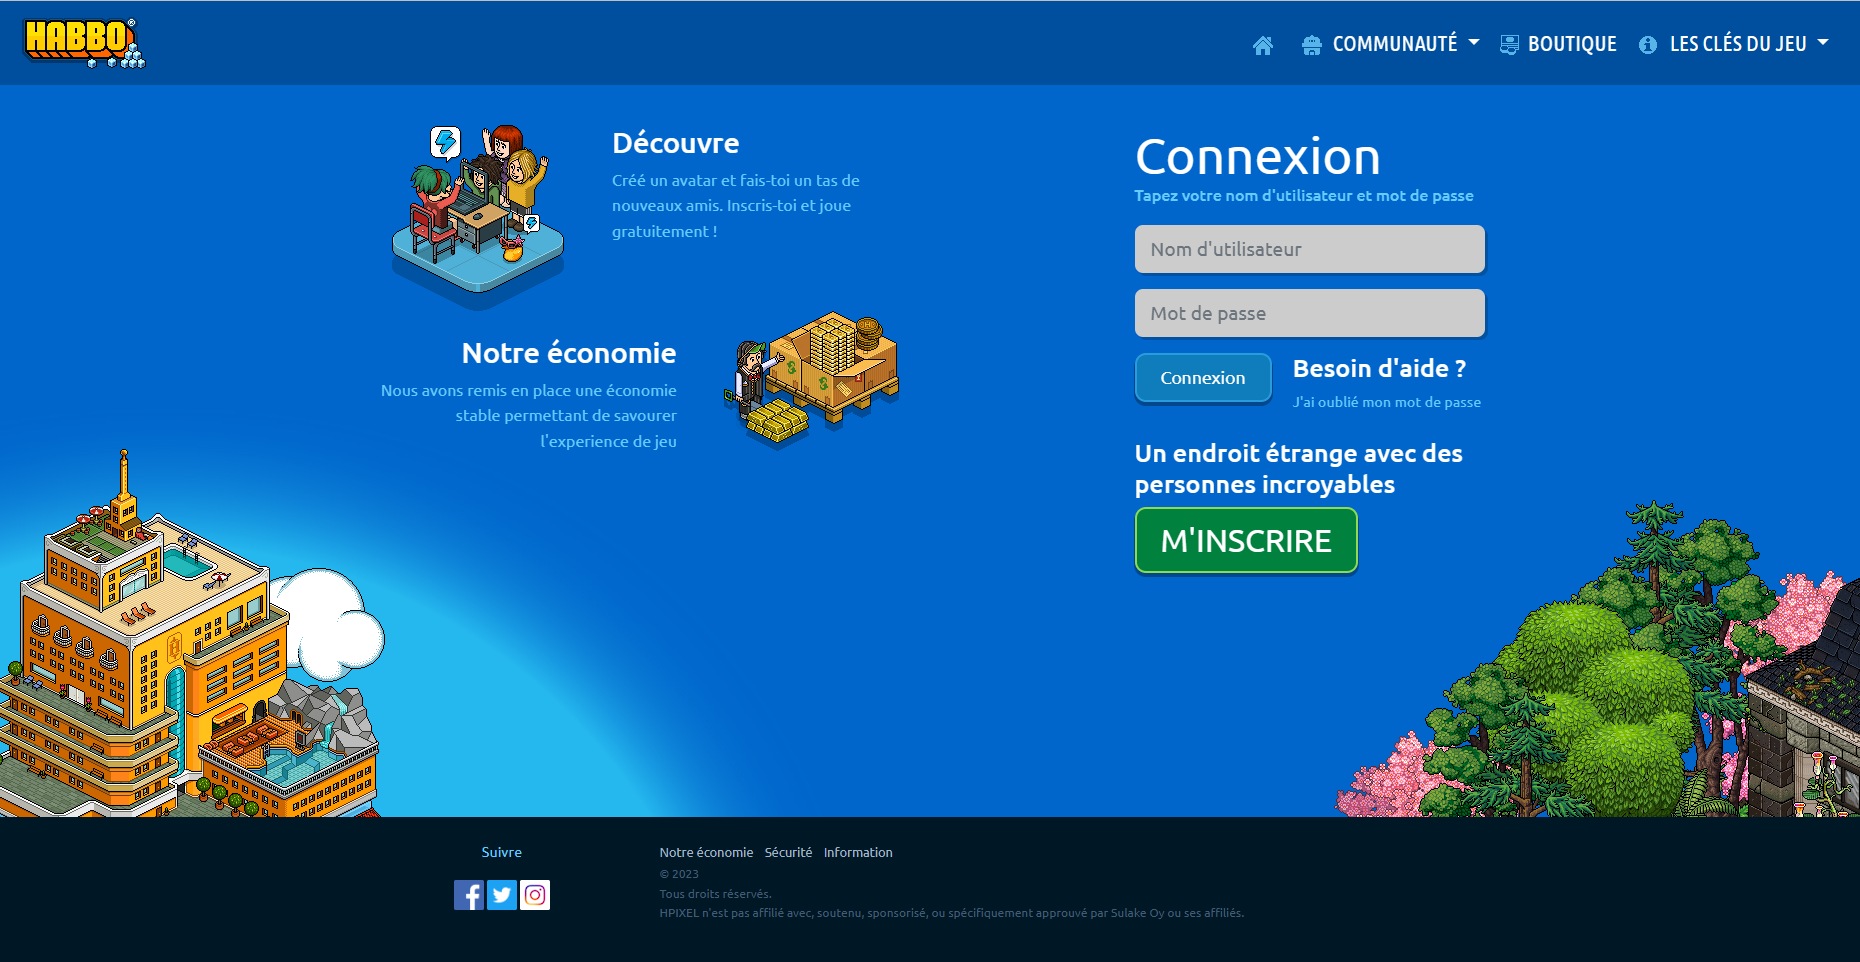 HABBO
COMMUNAUTÉ
BOUTIQUE
LES CLÉS DU JEU
Découvre
Créé un avatar et fais-toi un tas de
nouveaux amis. Inscris-toi et joue
gratuitement !
Notre économie
Nous avons remis en place une économie
stable permettant de savourer
l'experience de jeu
Connexion
Tapez votre nom d'utilisateur et mot de passe
Nom d'utilisateur
Mot de passe
Connexion
Besoin d'aide ?
J'ai oublié mon mot de passe
Un endroit étrange avec des
personnes incroyables
M'INSCRIRE
Suivre
Notre économie Sécurité Information
© 2023
Tous droits réservés.
HPIXEL n'est pas affilié avec, soutenu, sponsorisé, ou spécifiquement approuvé par Sulake Oy ou ses affiliés.